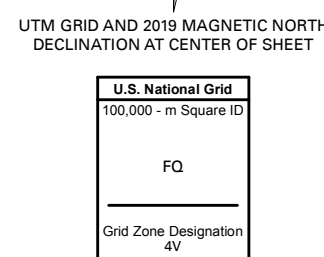 UTM GRID AND 2019 MAGNETIC NORTH
DECLINATION AT CENTER OF SHEET
U.S. National Grid
100,000 - m Square ID
FQ
Grid Zone Designation
4V